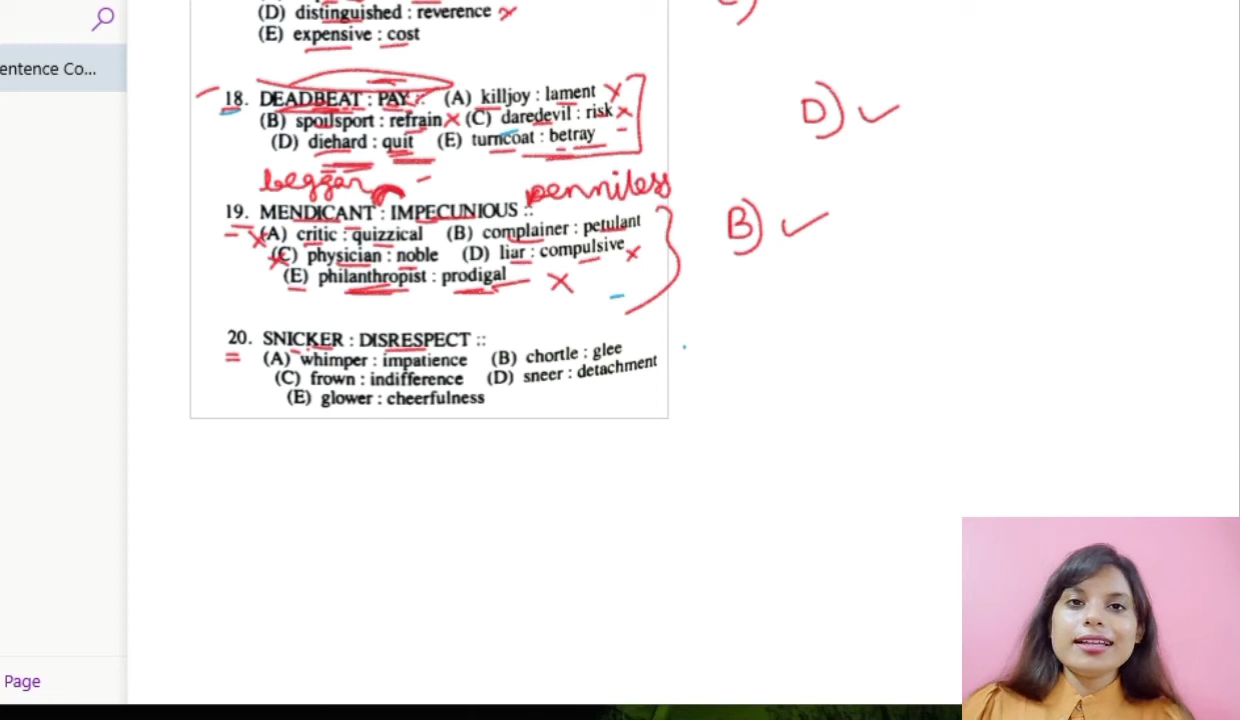 (D) distinguished : reverence x
(E) expensive : cost
entence Co...
18. DEADBEAT : PAY :: (A) killjoy : lament x
(B) spoilsport : refrain x (C) daredevil : risk x
(D) diehard : quit (E) turncoat : betray
D) ✓
beggar penniless
19. MENDICANT : IMPECUNIOUS ::
x (A) critic : quizzical (B) complainer : petulant
B) ✓
x (C) physician : noble (D) liar : compulsive x
(E) philanthropist : prodigal x
20. SNICKER : DISRESPECT ::
(A) whimper : impatience (B) chortle : glee
(C) frown : indifference (D) sneer : detachment
(E) glower : cheerfulness
Page